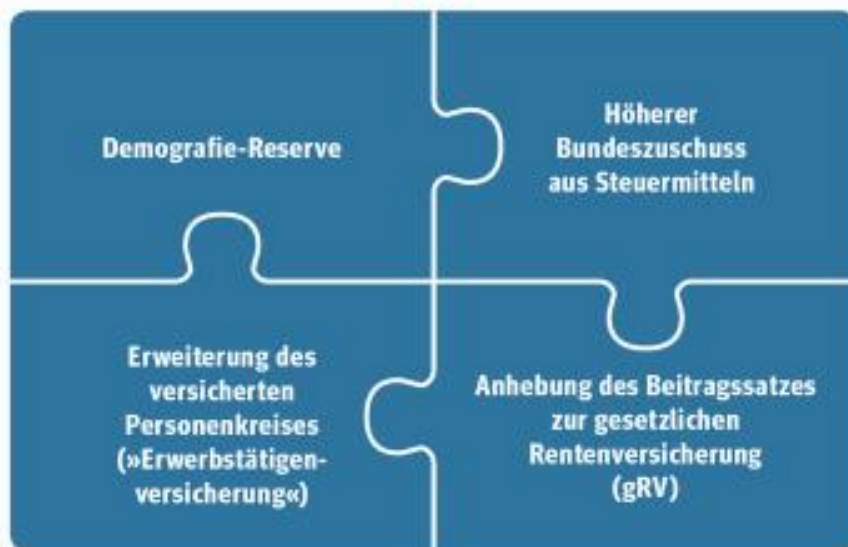 Demografie-Reserve
Höherer
Bundeszuschuss
aus Steuermitteln
Erweiterung des
versicherten
Personenkreises
(»Erwerbstätigen-
versicherung«)
Anhebung des Beitragssatzes
zur gesetzlichen
Rentenversicherung
(gRV)